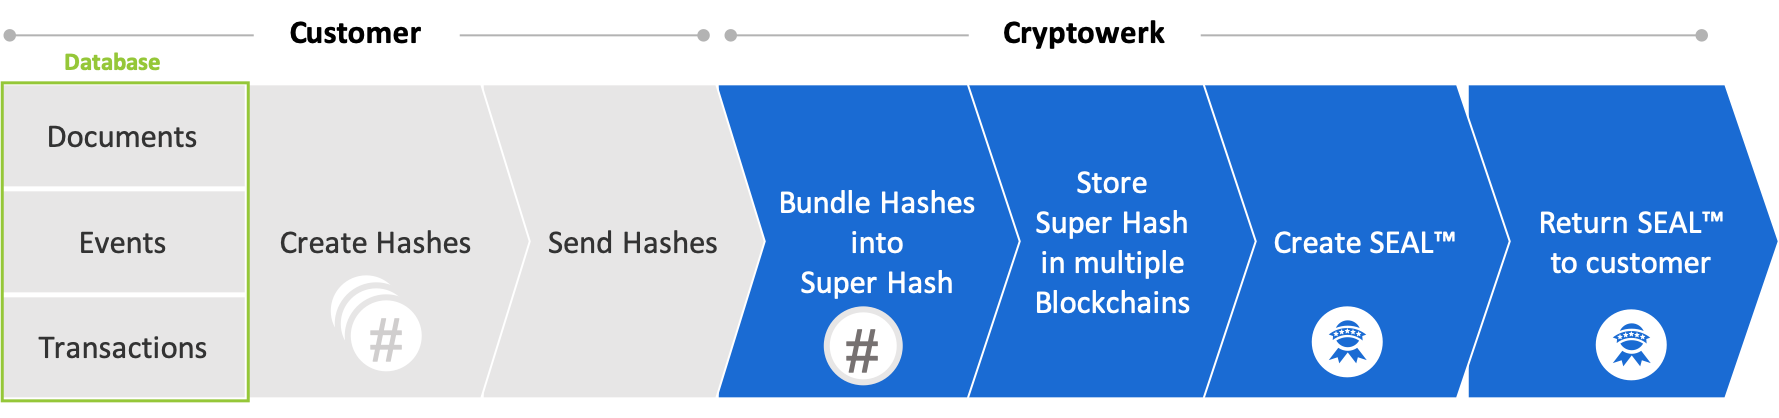 Customer
Cryptowerk
Database
Documents
Events
Transactions
Create Hashes
#
Send Hashes
Bundle Hashes
into
Super Hash
#
Store
Super Hash
in multiple
Blockchains
Create SEAL™
Return SEAL™
to customer